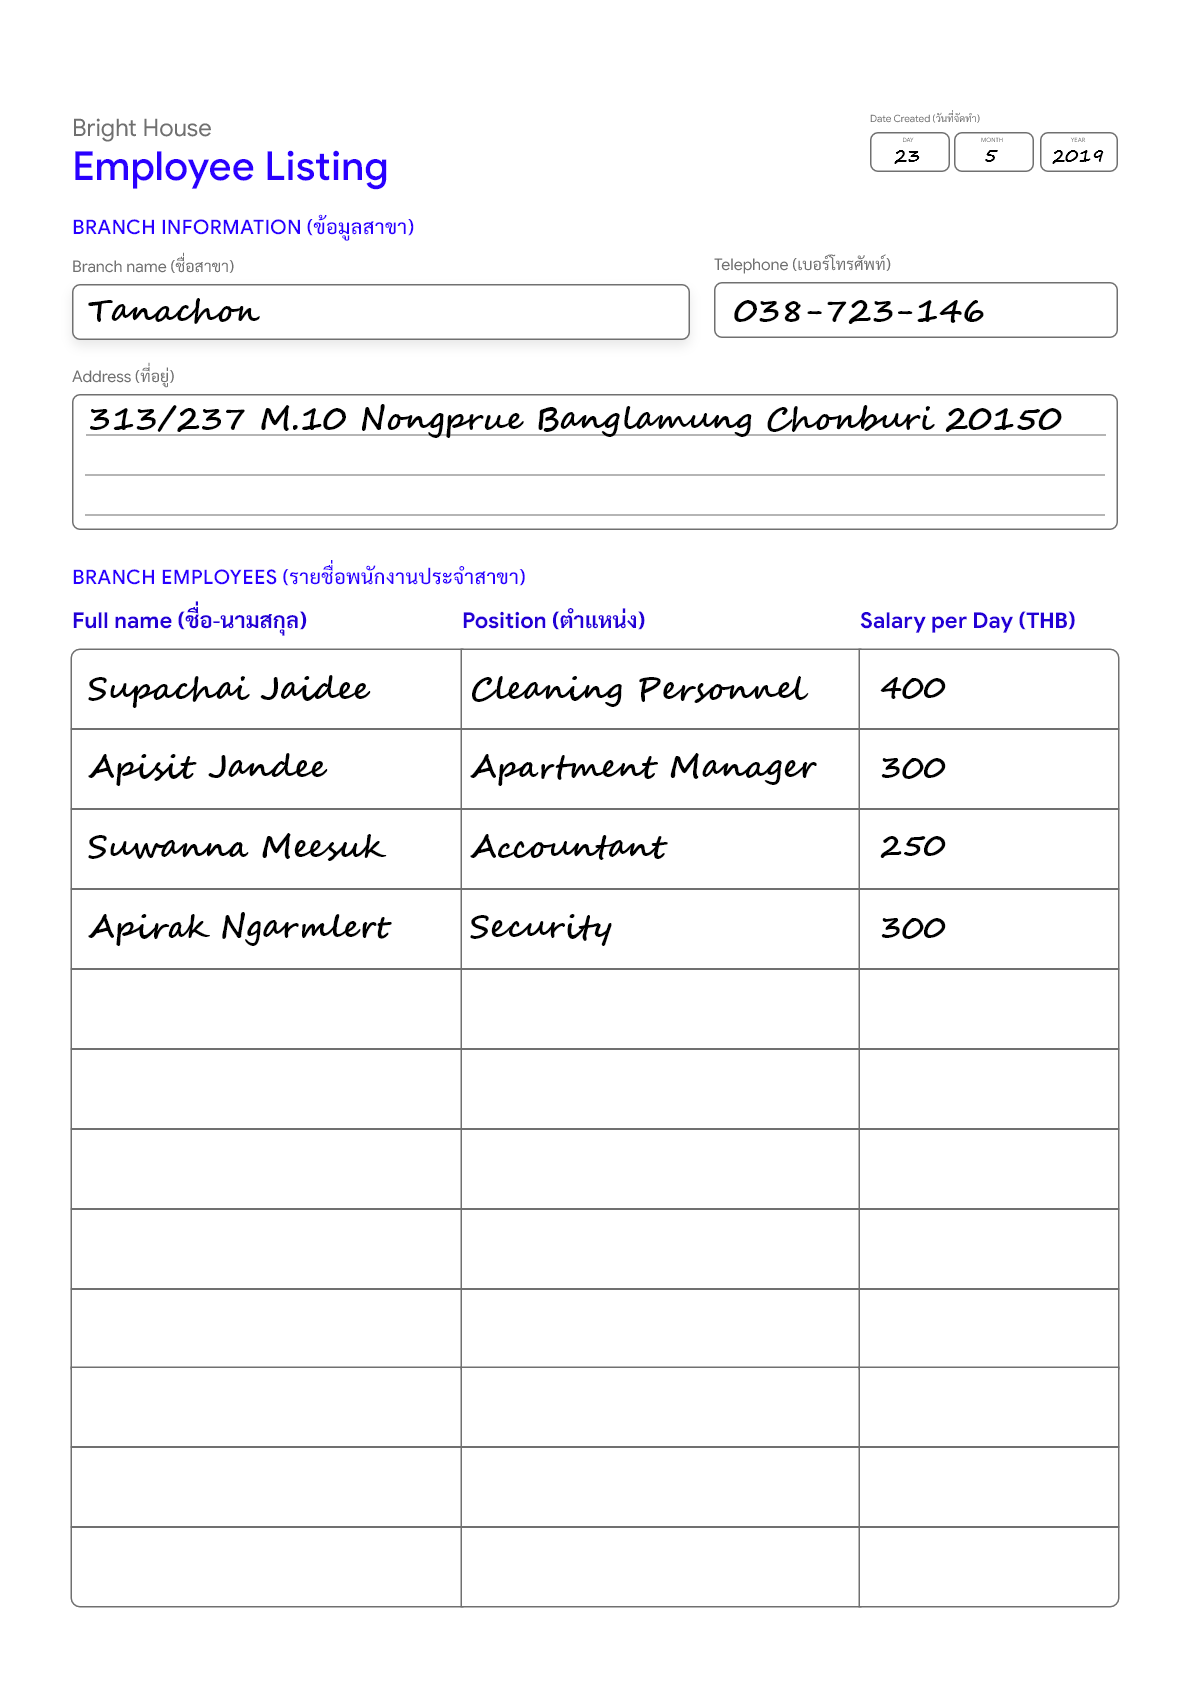 Bright House
Employee Listing
Date Created (วันที่จัดทำ)
DAY MONTH YEAR
23 5 2019
BRANCH INFORMATION (ข้อมูลสาขา)
Branch name (ชื่อสาขา) Telephone (เบอร์โทรศัพท์)
Tanachon 038-723-146
Address (ที่อยู่)
313/237 M.10 Nongprue Banglamung Chonburi 20150
BRANCH EMPLOYEES (รายชื่อพนักงานประจำสาขา)
Full name (ชื่อ-นามสกุล) Position (ตำแหน่ง) Salary per Day (THB)
Supachai Jaidee Cleaning Personnel 400
Apisit Jandee Apartment Manager 300
Suwanna Meesuk Accountant 250
Apirak Ngarmlert Security 300